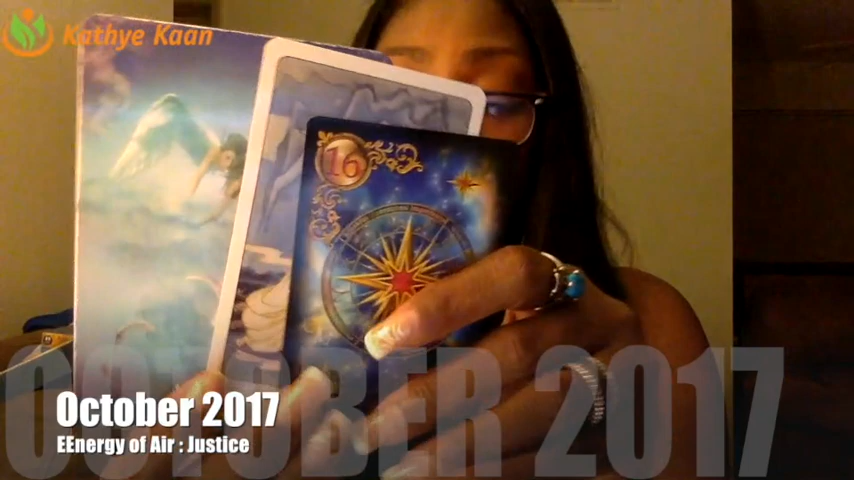 Kathye Kaan
16
OCTOBER 2017
October 2017
EEnergy of Air : Justice